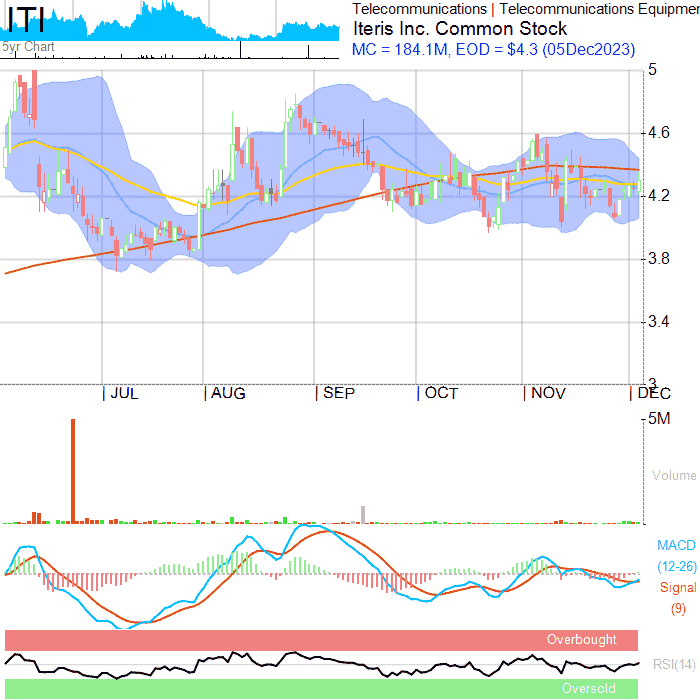 ITI
5yr Chart
Telecommunications | Telecommunications Equipmen
Iteris Inc. Common Stock
MC = 184.1M, EOD = $4.3 (05Dec2023)
5
4.6
4.2
3.8
3.4
3
JUL AUG SEP OCT NOV DEC
5M
Volume
MACD
(12-26)
Signal
(9)
Overbought
RSI(14)
Oversold